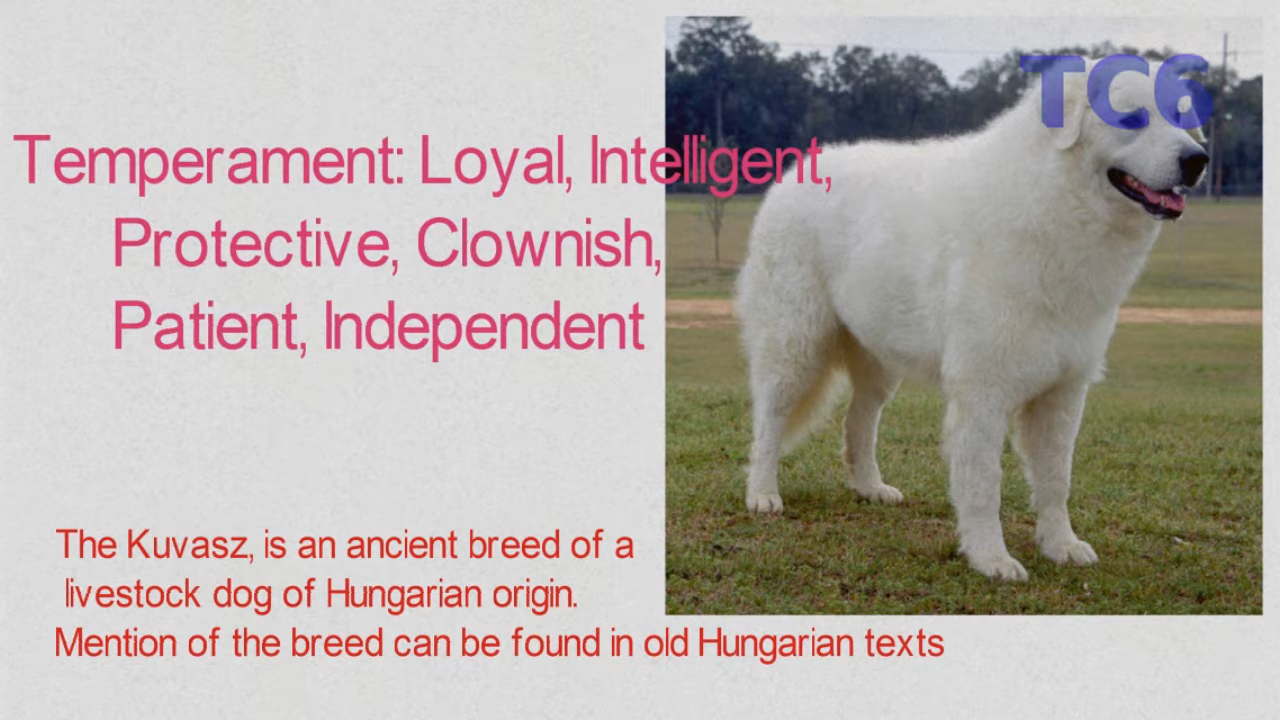 TC6
Temperament: Loyal, Intelligent,
Protective, Clownish,
Patient, Independent
The Kuvasz, is an ancient breed of a
livestock dog of Hungarian origin.
Mention of the breed can be found in old Hungarian texts